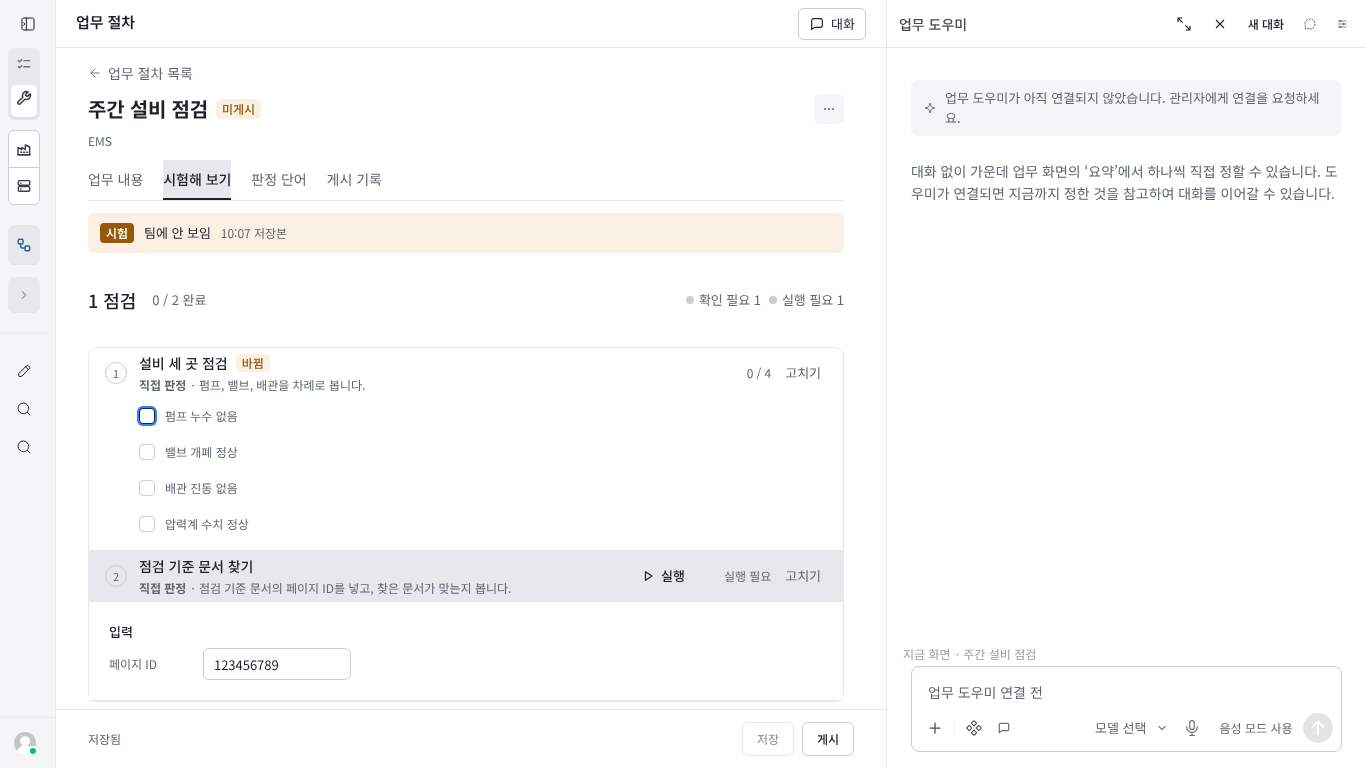 업무 절차
대화
업무 절차 목록
주간 설비 점검 미게시
EMS
업무 내용 시험해 보기 판정 단어 게시 기록
시험 팀에 안 보임 10:07 저장본
1 점검 0 / 2 완료 확인 필요 1 실행 필요 1
1 설비 세 곳 점검 바뀜
직접 판정 · 펌프, 밸브, 배관을 차례로 봅니다.
0 / 4 고치기
펌프 누수 없음
밸브 개폐 정상
배관 진동 없음
압력계 수치 정상
2 점검 기준 문서 찾기
직접 판정 · 점검 기준 문서의 페이지 ID를 넣고, 찾은 문서가 맞는지 봅니다.
실행 실행 필요 고치기
입력
페이지 ID 123456789
저장됨 저장 게시
업무 도우미 새 대화
업무 도우미가 아직 연결되지 않았습니다. 관리자에게 연결을 요청하세
요.
대화 없이 가운데 업무 화면의 ‘요약’에서 하나씩 직접 정할 수 있습니다. 도
우미가 연결되면 지금까지 정한 것을 참고하여 대화를 이어갈 수 있습니다.
지금 화면 · 주간 설비 점검
업무 도우미 연결 전
모델 선택 음성 모드 사용